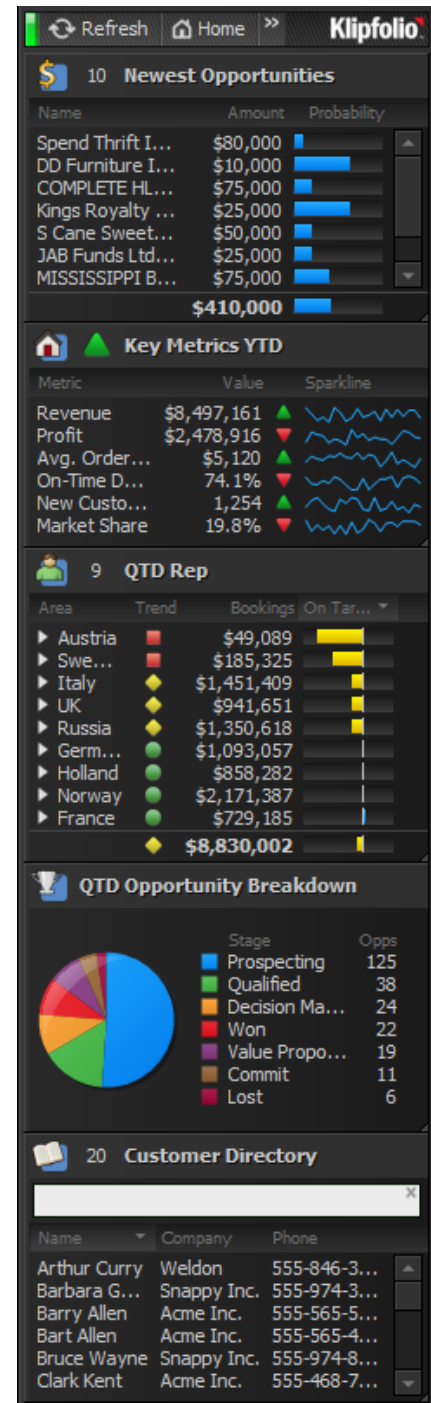 Refresh Home » Klipfolio
10 Newest Opportunities
Name Amount Probability
Spend Thrift I... $80,000
DD Furniture I... $10,000
COMPLETE HL... $75,000
Kings Royalty ... $25,000
S Cane Sweet... $50,000
JAB Funds Ltd... $25,000
MISSISSIPPI B... $75,000
$410,000
Key Metrics YTD
Metric Value Sparkline
Revenue $8,497,161
Profit $2,478,916
Avg. Order... $5,120
On-Time D... 74.1%
New Custo... 1,254
Market Share 19.8%
9 QTD Rep
Area Trend Bookings On Tar...
Austria $49,089
Swe... $185,325
Italy $1,451,409
UK $941,651
Russia $1,350,618
Germ... $1,093,057
Holland $858,282
Norway $2,171,387
France $729,185
$8,830,002
QTD Opportunity Breakdown
Stage Opps
Prospecting 125
Qualified 38
Decision Ma... 24
Won 22
Value Propo... 19
Commit 11
Lost 6
20 Customer Directory
Name Company Phone
Arthur Curry Weldon 555-846-3...
Barbara G... Snappy Inc. 555-974-3...
Barry Allen Acme Inc. 555-565-5...
Bart Allen Acme Inc. 555-565-4...
Bruce Wayne Snappy Inc. 555-974-8...
Clark Kent Acme Inc. 555-468-7...